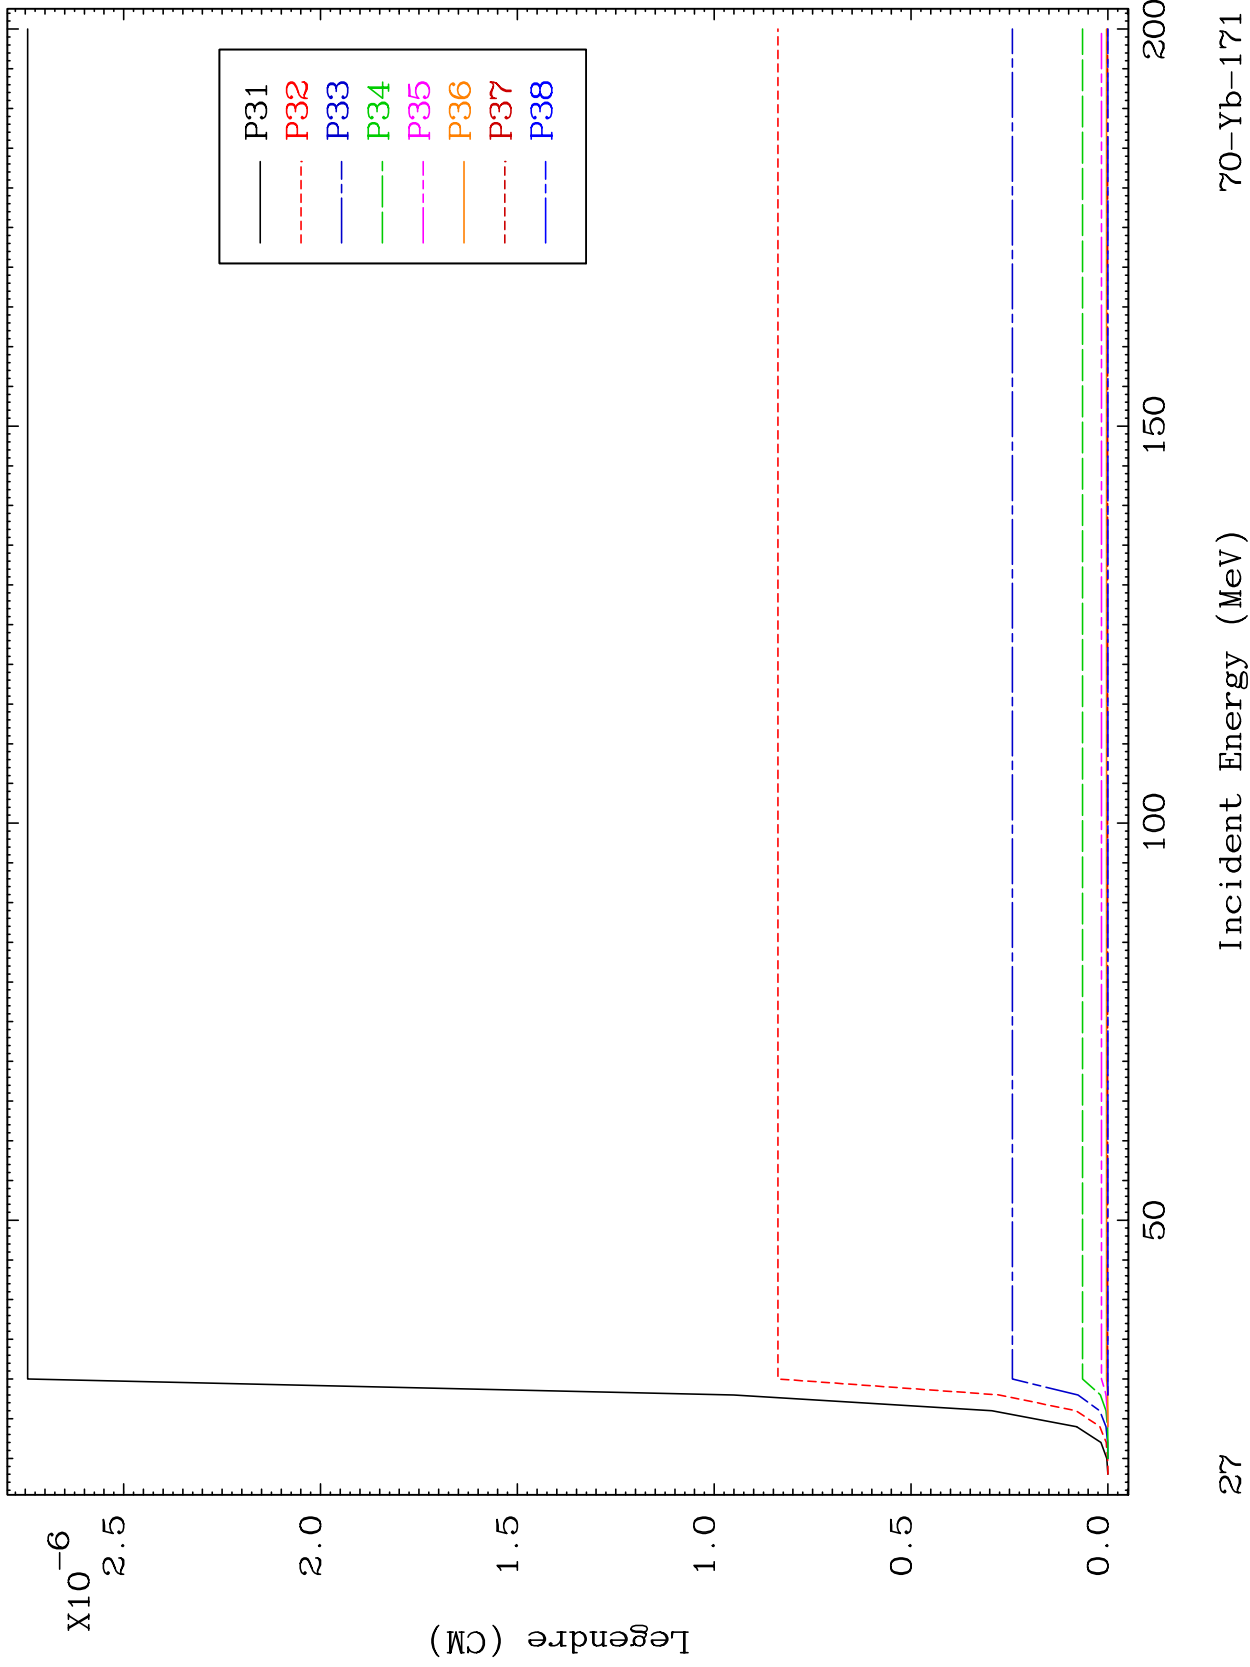 X10-6
2.5
2.0
1.5
1.0
0.5
0.0
Legendre (CM)
P31
P32
P33
P34
P35
P36
P37
P38
50
100
150
200
27
Incident Energy (MeV)
70-Yb-171